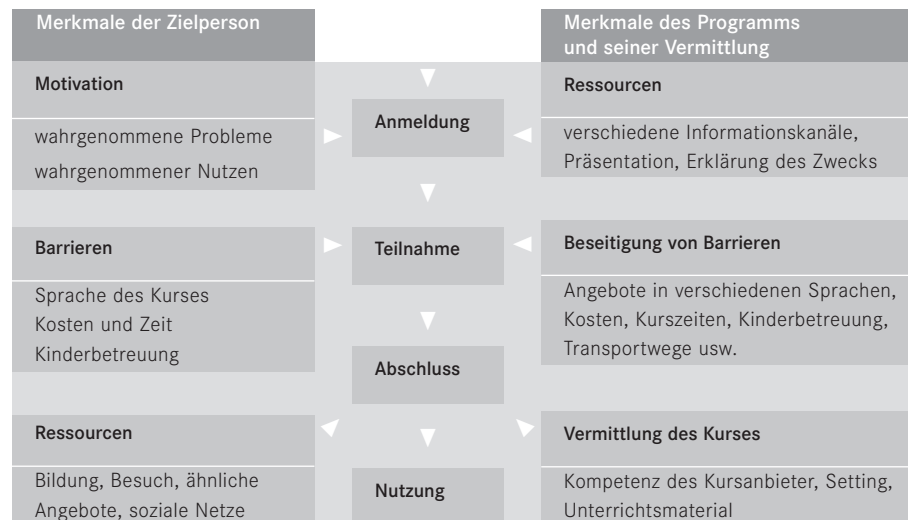 Merkmale der Zielperson
Motivation
wahrgenommene Probleme
wahrgenommener Nutzen
Barrieren
Sprache des Kurses
Kosten und Zeit
Kinderbetreuung
Ressourcen
Bildung, Besuch, ähnliche
Angebote, soziale Netze
Anmeldung
Teilnahme
Abschluss
Nutzung
Merkmale des Programms
und seiner Vermittlung
Ressourcen
verschiedene Informationskanäle,
Präsentation, Erklärung des Zwecks
Beseitigung von Barrieren
Angebote in verschiedenen Sprachen,
Kosten, Kurszeiten, Kinderbetreuung,
Transportwege usw.
Vermittlung des Kurses
Kompetenz des Kursanbieter, Setting,
Unterrichtsmaterial